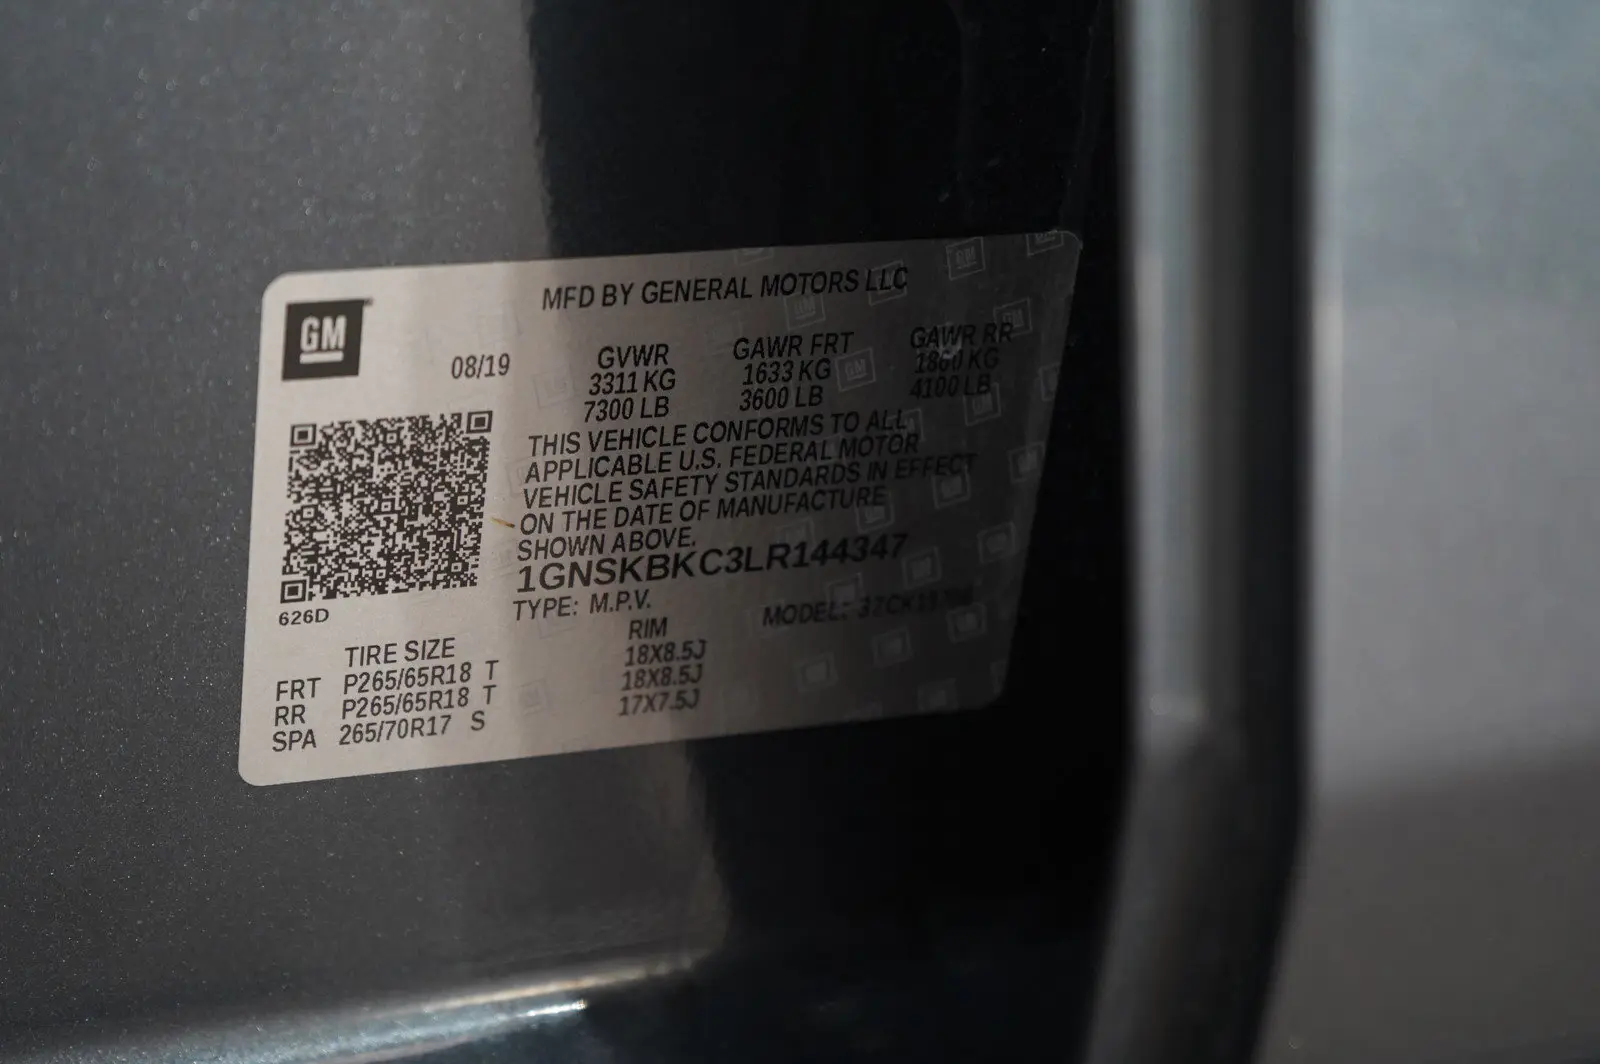 GM
MFD BY GENERAL MOTORS LLC
08/19
GVWR GAWR FRT GAWR RR
3311 KG 1633 KG 1860 KG
7300 LB 3600 LB 4100 LB
THIS VEHICLE CONFORMS TO ALL
APPLICABLE U.S. FEDERAL MOTOR
VEHICLE SAFETY STANDARDS IN EFFECT
ON THE DATE OF MANUFACTURE
SHOWN ABOVE.
1GNSKBKC3LR144347
626D
TYPE: M.P.V. MODEL:
TIRE SIZE RIM
FRT P265/65R18 T 18X8.5J
RR P265/65R18 T 18X8.5J
SPA 265/70R17 S 17X7.5J